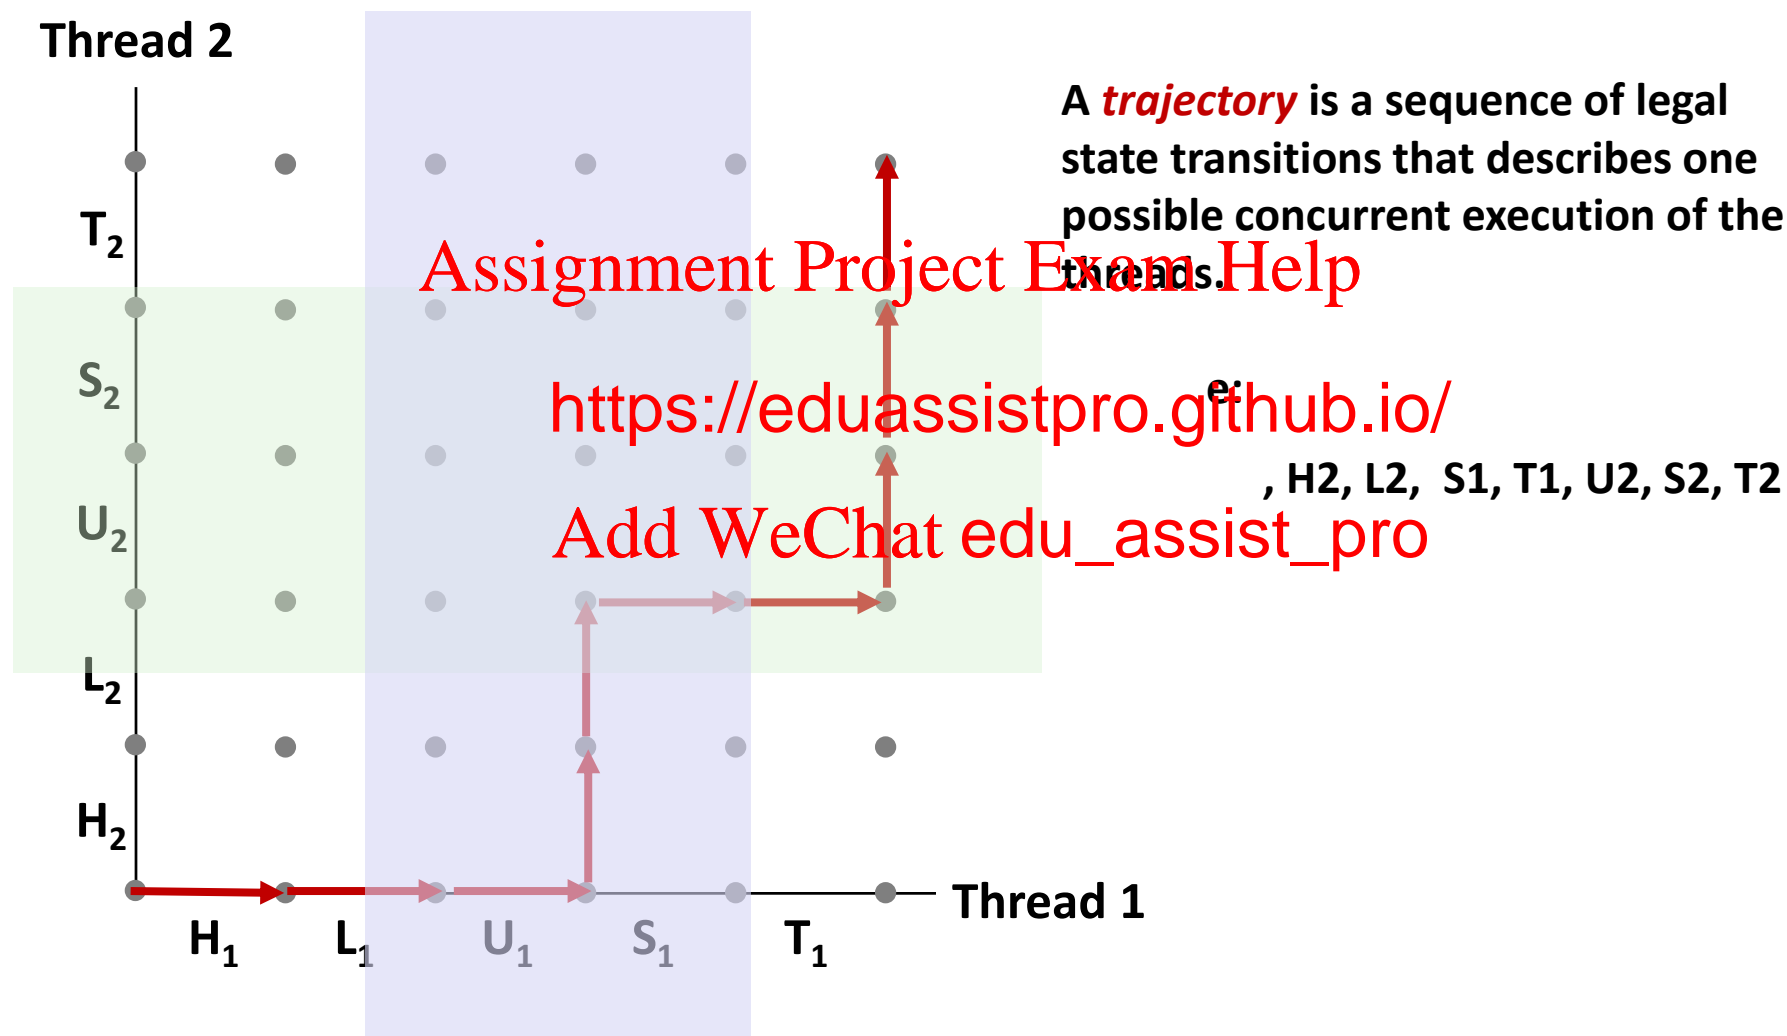 Thread 2
A trajectory is a sequence of legal
state transitions that describes one
possible concurrent execution of the
threads.
T2
Assignment Project Exam Help
S2
e:
https://eduassistpro.github.io/
, H2, L2, S1, T1, U2, S2, T2
U2
Add WeChat edu_assist_pro
L2
H2
Thread 1
H1 L1 U1 S1 T1